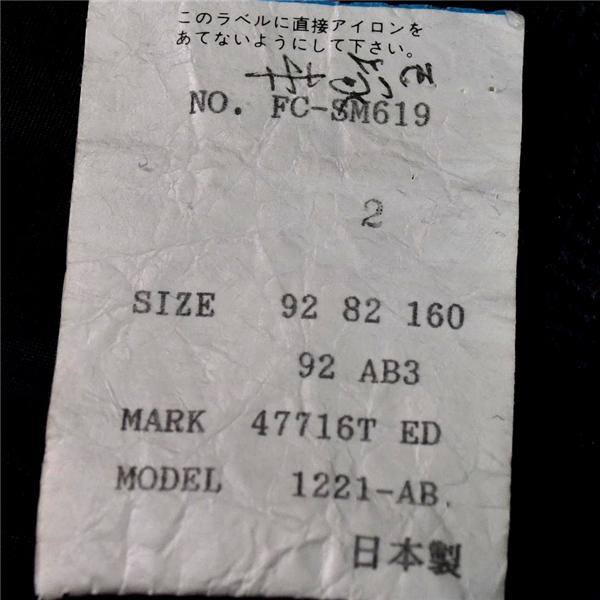 このラベルに直接アイロンを
あてないようにして下さい。
NO. FC-SM619
2
SIZE 92 82 160
92 AB3
MARK 47716T ED
MODEL 1221-AB.
日本製